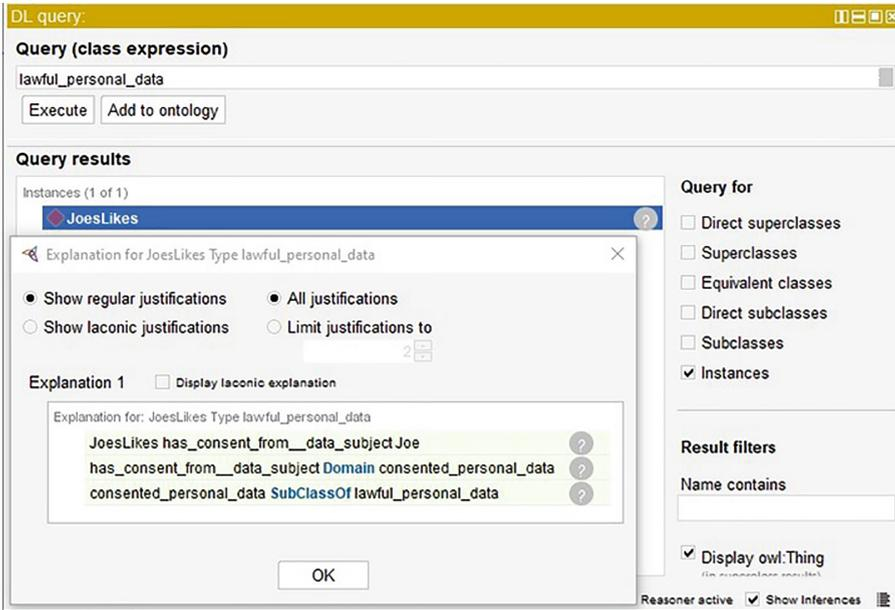 DL query:
Query (class expression)
lawful_personal_data
Execute Add to ontology
Query results
Instances (1 of 1)
JoesLikes ?
Explanation for JoesLikes Type lawful_personal_data
Show regular justifications All justifications
Show laconic justifications Limit justifications to
2
Explanation 1 Display laconic explanation
Explanation for: JoesLikes Type lawful_personal_data
JoesLikes has_consent_from__data_subject Joe ?
has_consent_from__data_subject Domain consented_personal_data ?
consented_personal_data SubClassOf lawful_personal_data ?
OK
Query for
Direct superclasses
Superclasses
Equivalent classes
Direct subclasses
Subclasses
Instances
Result filters
Name contains
Display owl:Thing
(in superclass results)
Reasoner active Show Inferences